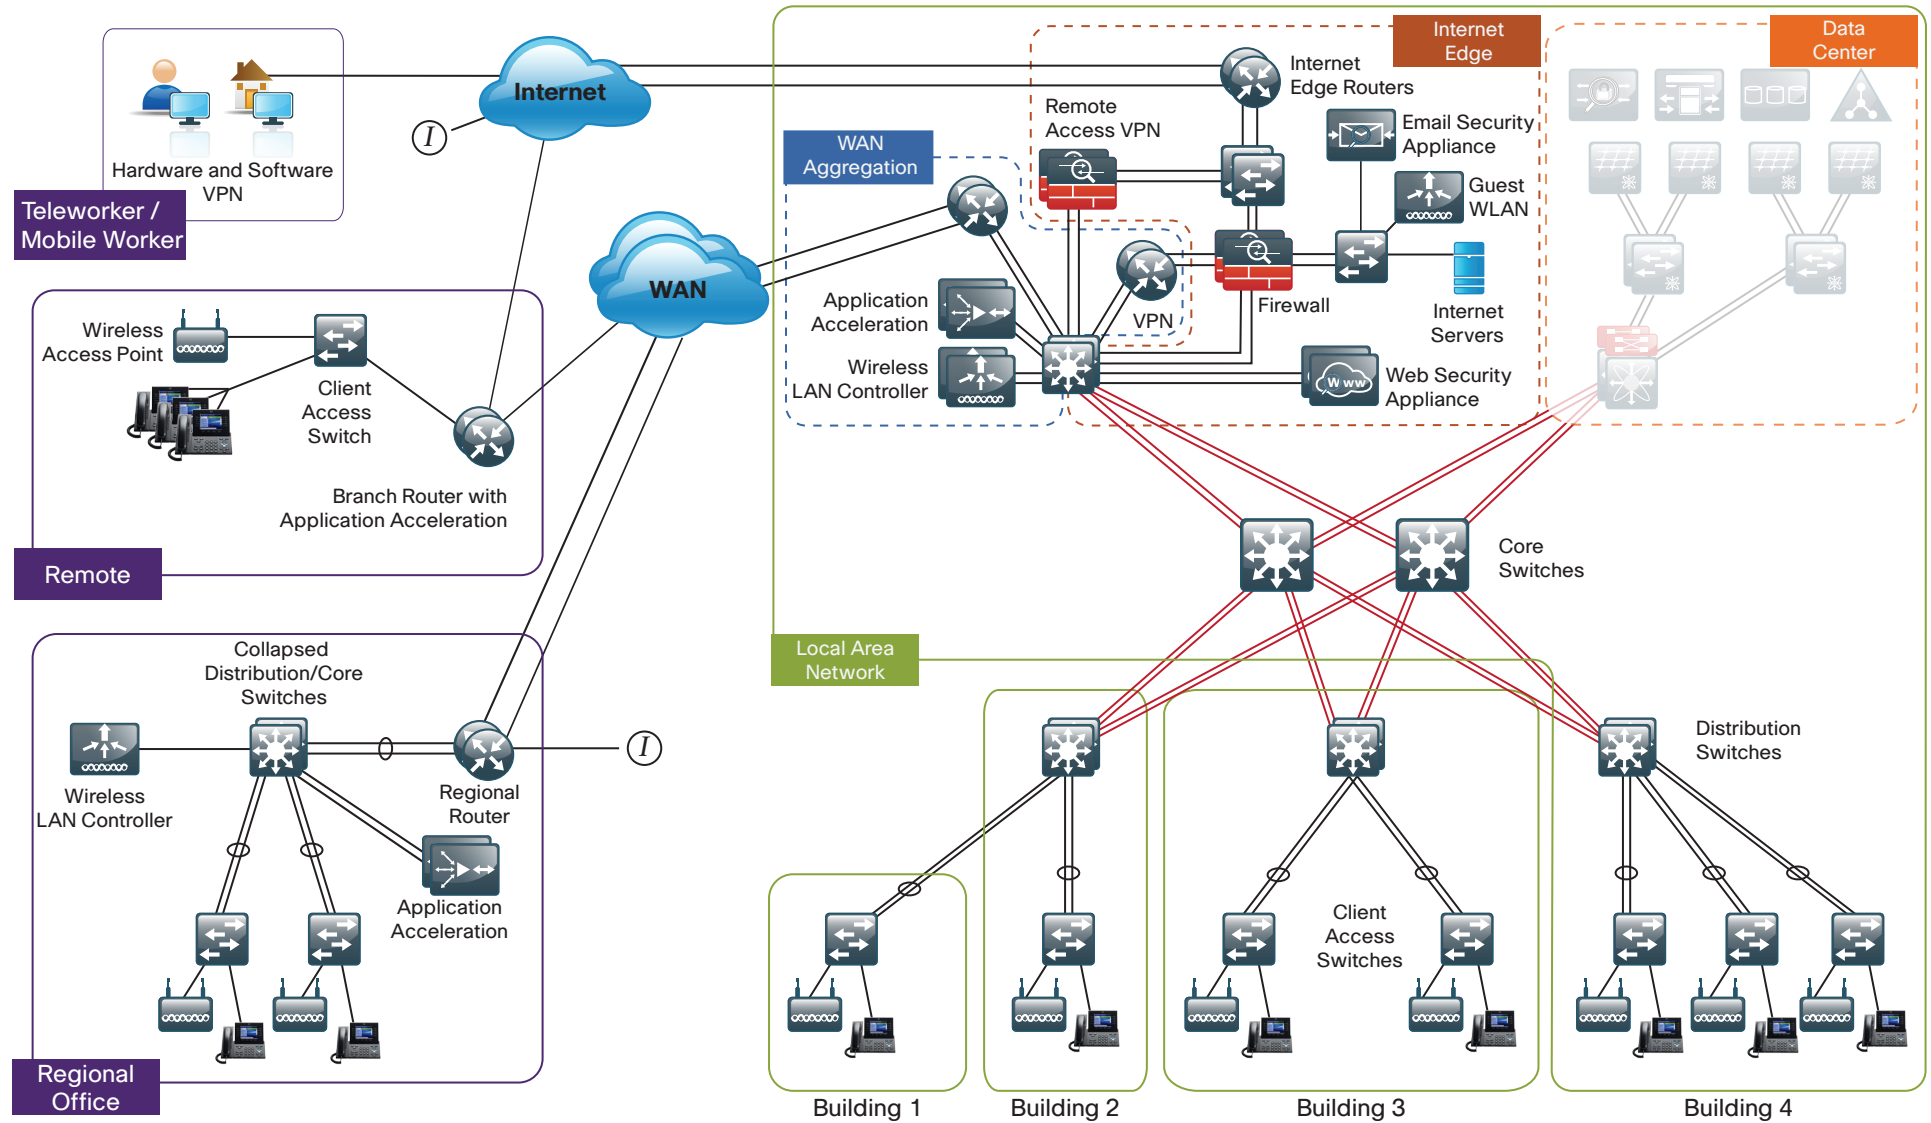 Hardware and Software
VPN
Teleworker /
Mobile Worker
Internet
I
WAN
Wireless
Access Point
Client
Access
Switch
Branch Router with
Application Acceleration
Remote
Collapsed
Distribution/Core
Switches
Wireless
LAN Controller
Regional
Router
I
Application
Acceleration
Regional
Office
Internet
Edge
Data
Center
Internet
Edge Routers
Remote
Access VPN
Email Security
Appliance
WAN
Aggregation
Guest
WLAN
Application
Acceleration
VPN
Firewall
Internet
Servers
Wireless
LAN Controller
Www
Web Security
Appliance
Core
Switches
Local Area
Network
Distribution
Switches
Client
Access
Switches
Building 1
Building 2
Building 3
Building 4